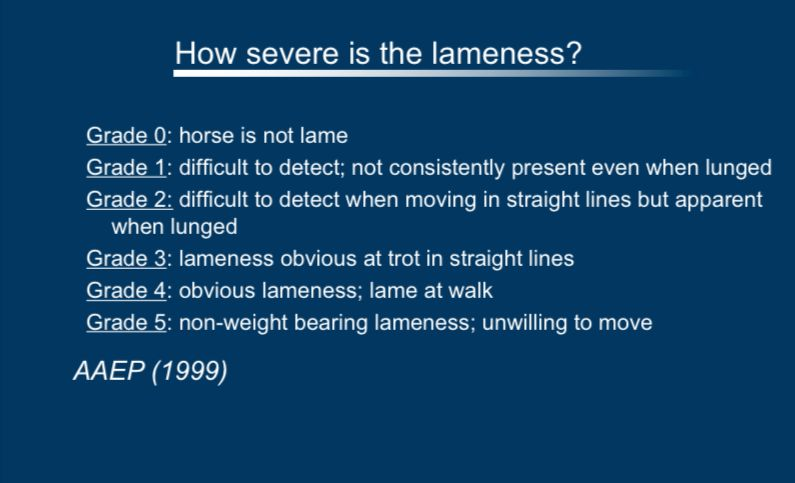 How severe is the lameness?
Grade 0: horse is not lame
Grade 1: difficult to detect; not consistently present even when lunged
Grade 2: difficult to detect when moving in straight lines but apparent
when lunged
Grade 3: lameness obvious at trot in straight lines
Grade 4: obvious lameness; lame at walk
Grade 5: non-weight bearing lameness; unwilling to move
AAEP (1999)